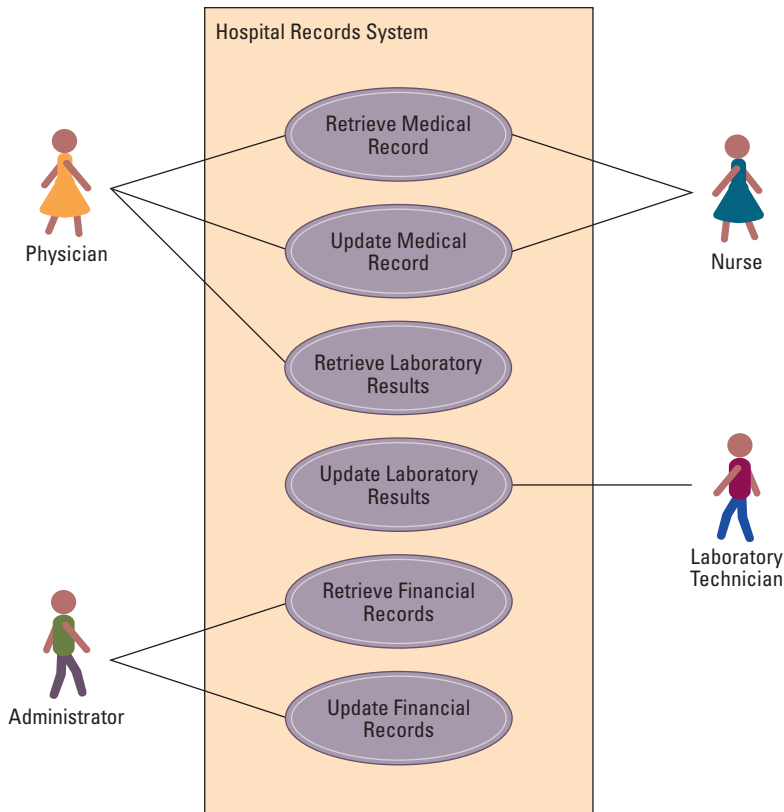 Hospital Records System
Retrieve Medical
Record
Physician
Update Medical
Record
Nurse
Retrieve Laboratory
Results
Update Laboratory
Results
Laboratory
Technician
Retrieve Financial
Records
Administrator
Update Financial
Records